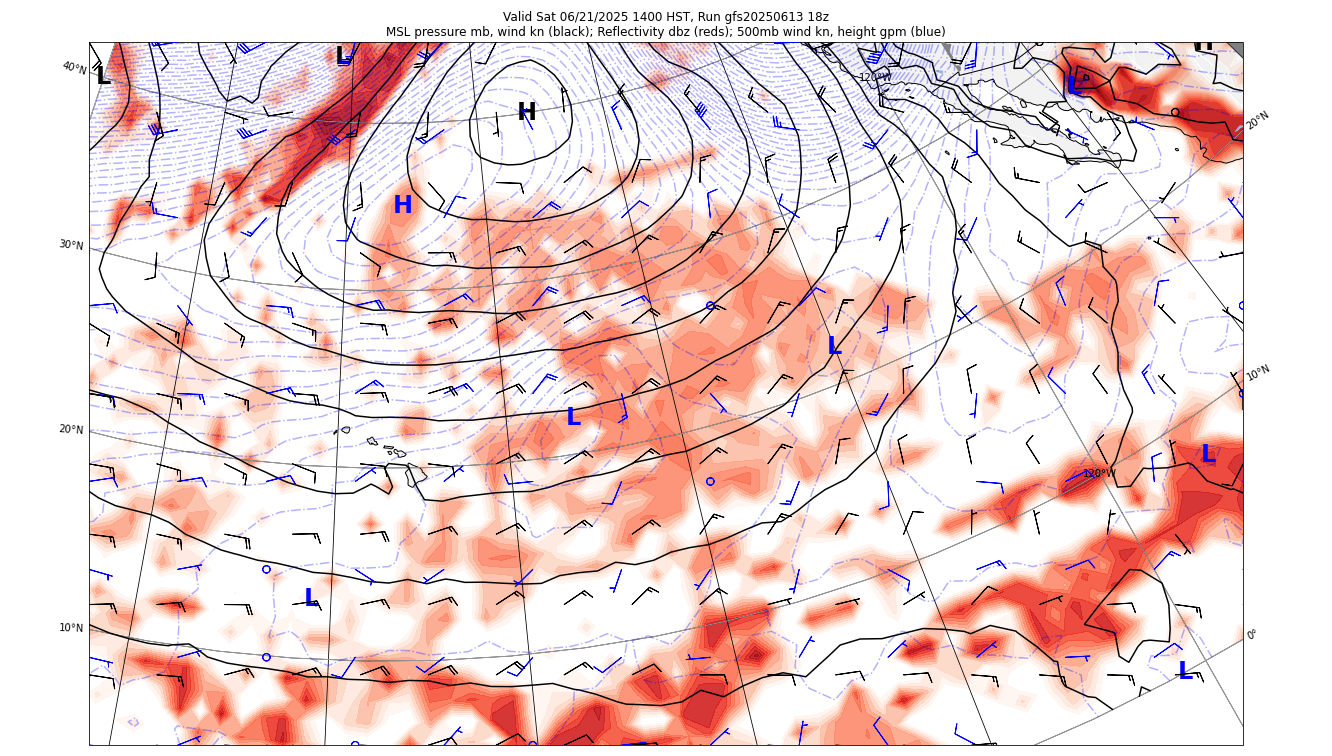 Valid Sat 06/21/2025 1400 HST, Run gfs20250613 18z
MSL pressure mb, wind kn (black); Reflectivity dbz (reds); 500mb wind kn, height gpm (blue)
L
L
H
H
40°N
120°W
L
20°N
H
30°N
L
10°N
L
20°N
L
120°W
L
10°N
0°
L